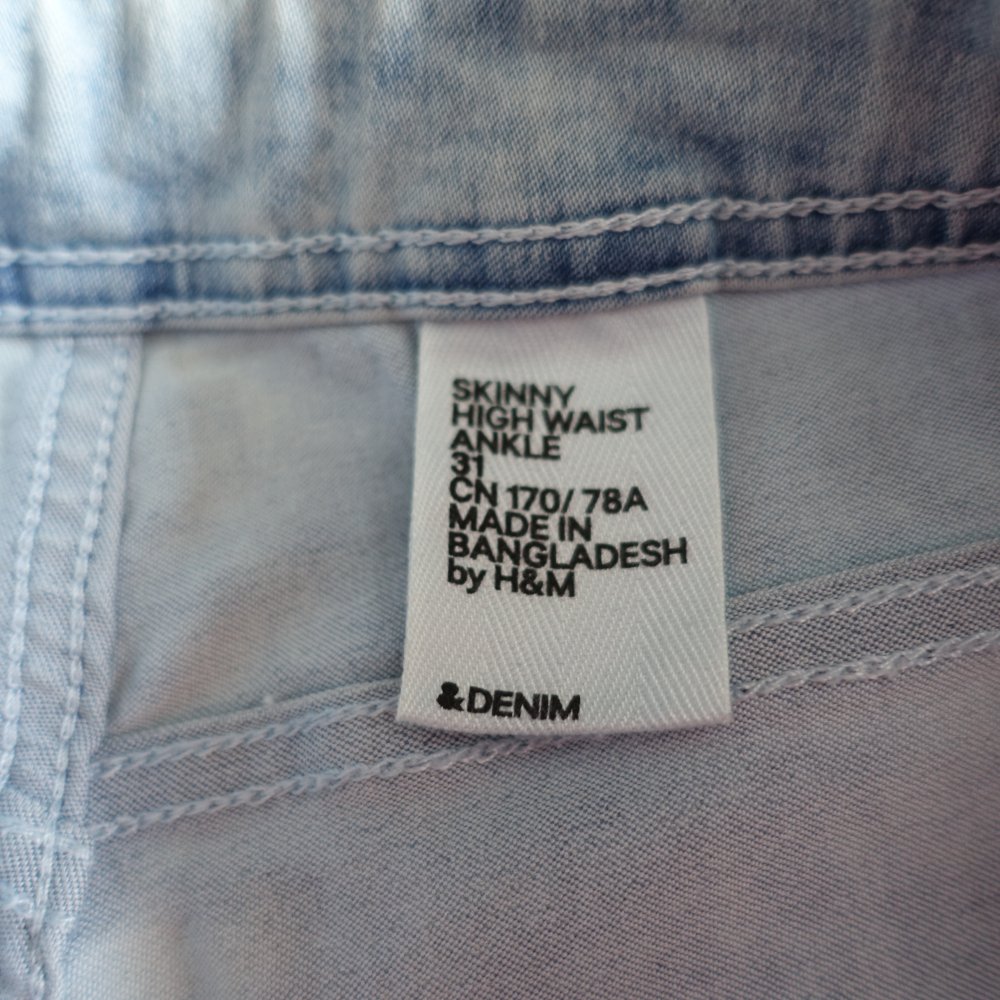 SKINNY
HIGH WAIST
ANKLE
31
CN 170/ 78A
MADE IN
BANGLADESH
by H&M
&DENIM